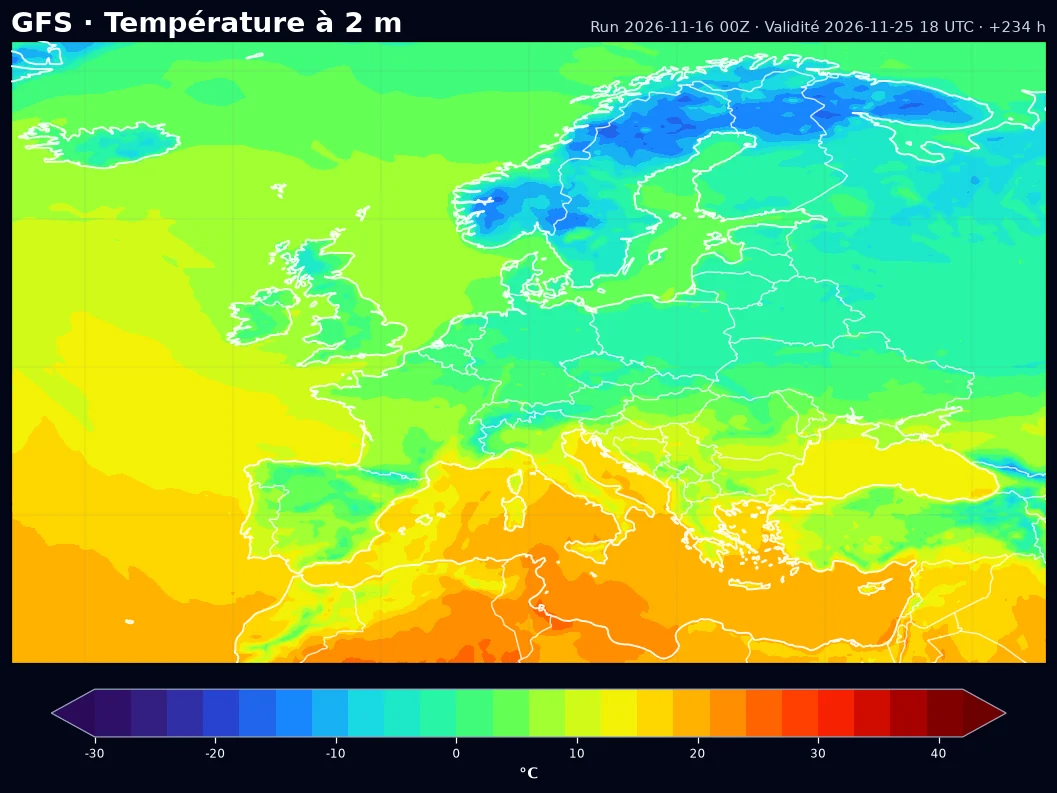 GFS · Température à 2 m
Run 2026-11-16 00Z · Validité 2026-11-25 18 UTC · +234 h
-30 -20 -10 0 10 20 30 40
°C